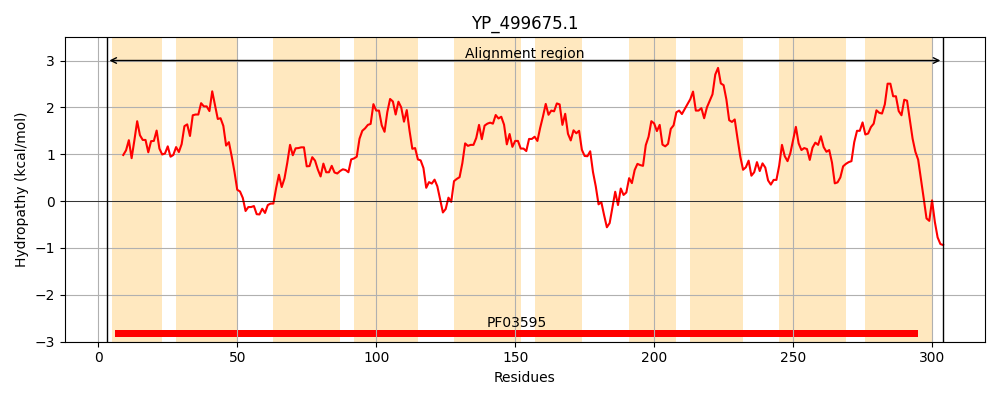 YP_499675.1
Alignment region
3
2
1
0
−1
−2
−3
Hydropathy (kcal/mol)
PF03595
0 50 100 150 200 250 300
Residues